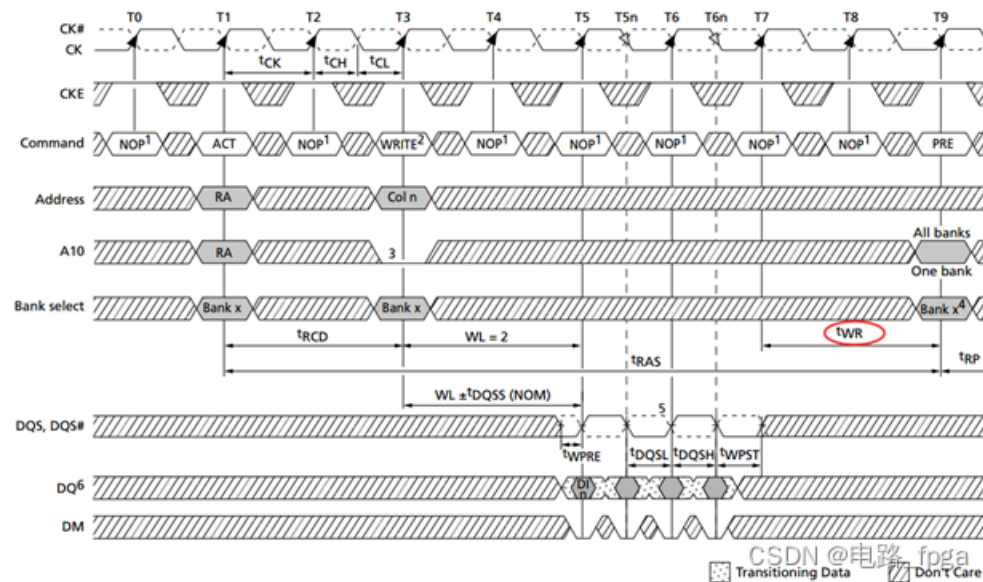 T0 T1 T2 T3 T4 T5 T5n T6 T6n T7 T8 T9
CK#
CK
tCK tCH tCL
CKE
Command NOP1 ACT NOP1 WRITE2 NOP1 NOP1 NOP1 NOP1 NOP1 PRE
Address RA Col n
All banks
A10 RA 3
One bank
Bank select Bank x Bank x Bank x4
tRCD WL = 2 tWR
tRAS tRP
WL ±tDQSS (NOM)
5
DQS, DQS#
tWPRE tDQSL tDQSH tWPST
DQ6 DI
n
DM
CSDN @电路_fpga
Transitioning Data Don't Care